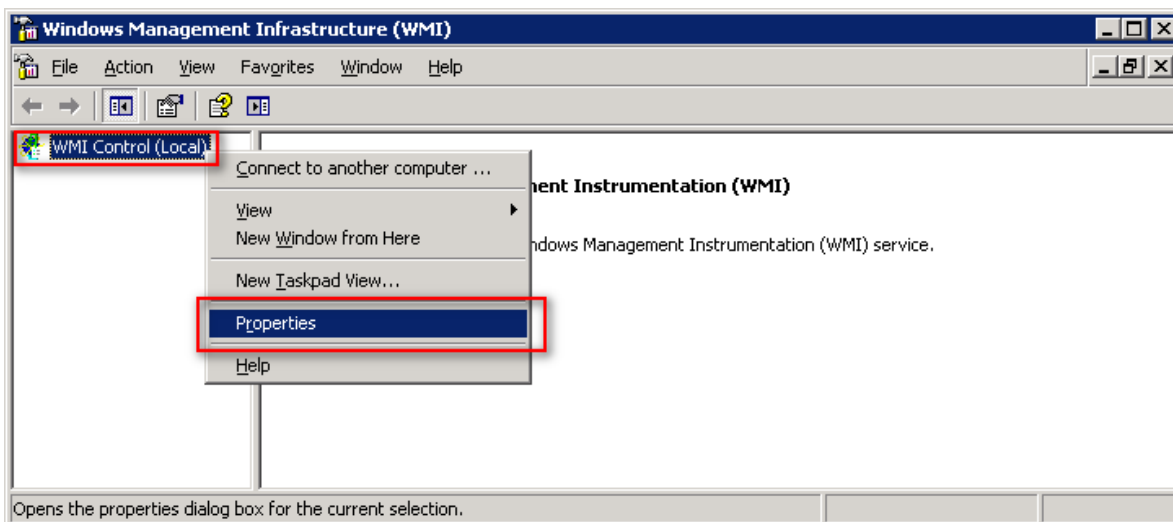 Windows Management Infrastructure (WMI)
File Action View Favorites Window Help
WMI Control (Local)
Connect to another computer ...
View
New Window from Here
New Taskpad View...
Properties
Help
ment Instrumentation (WMI)
ndows Management Instrumentation (WMI) service.
Opens the properties dialog box for the current selection.